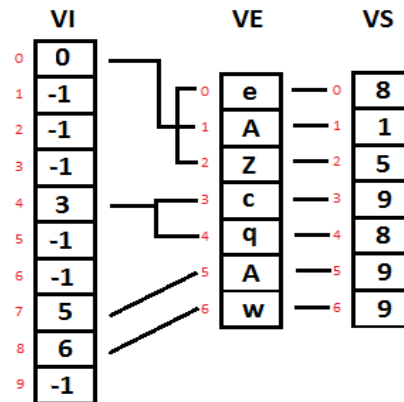 VI VE VS
0 0
1 -1 0 e 0 8
2 -1 1 A 1 1
3 -1 2 Z 2 5
4 3 3 c 3 9
5 -1 4 q 4 8
6 -1 5 A 5 9
7 5 6 w 6 9
8 6
9 -1